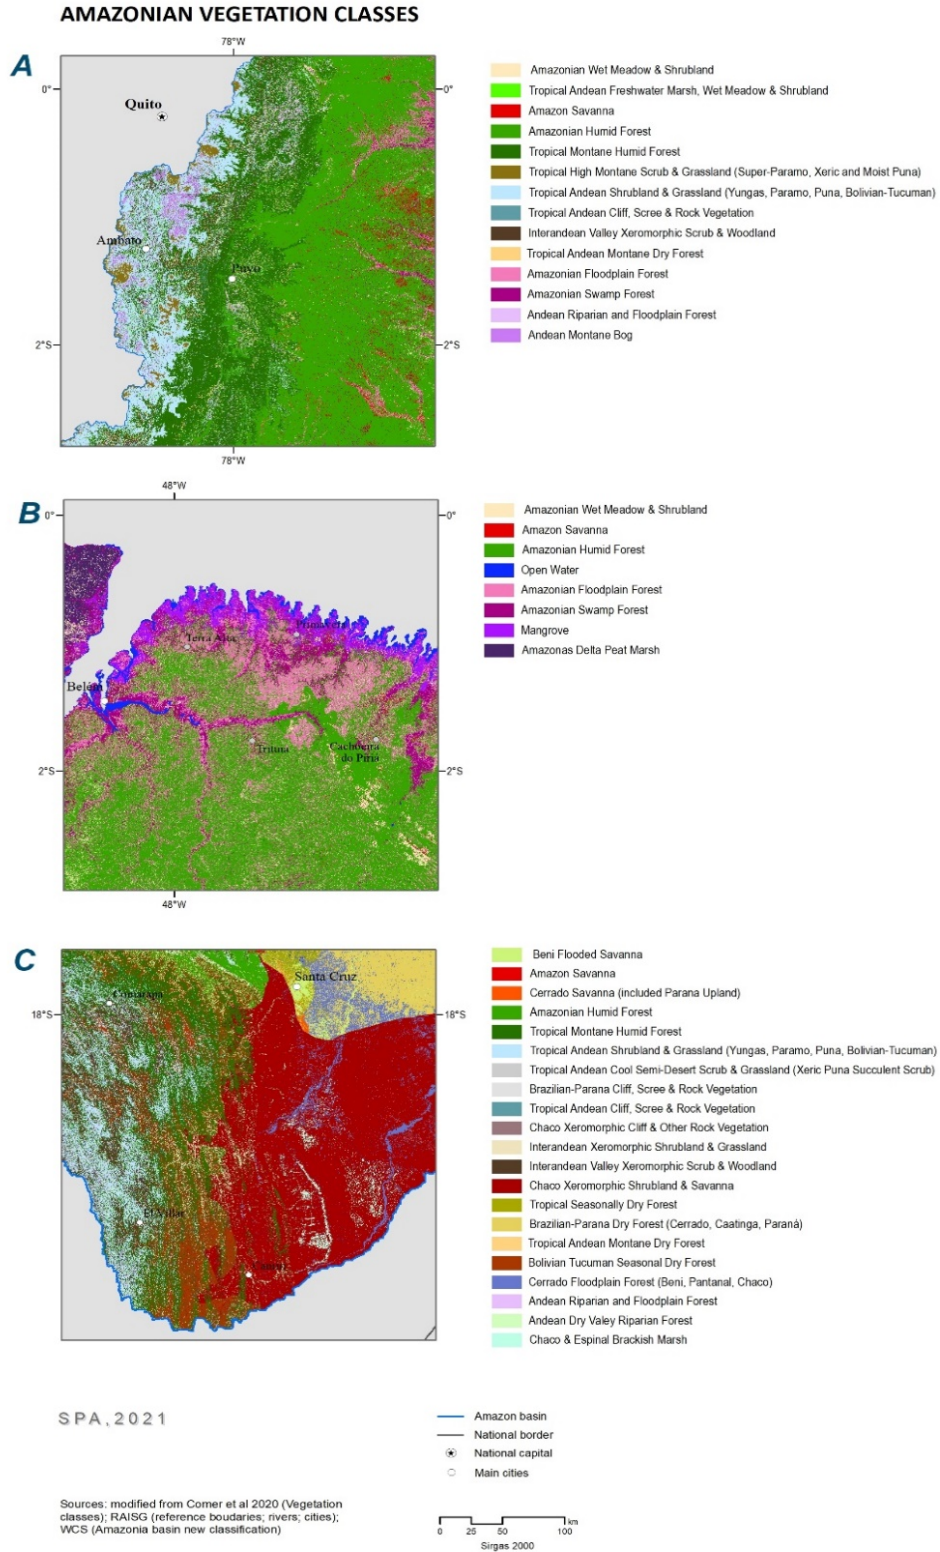 AMAZONIAN VEGETATION CLASSES
A
78°W
0°
0°
Quito
Ambato
Puyo
2°S
2°S
78°W
Amazonian Wet Meadow & Shrubland
Tropical Andean Freshwater Marsh, Wet Meadow & Shrubland
Amazon Savanna
Amazonian Humid Forest
Tropical Montane Humid Forest
Tropical High Montane Scrub & Grassland (Super-Paramo, Xeric and Moist Puna)
Tropical Andean Shrubland & Grassland (Yungas, Paramo, Puna, Bolivian-Tucuman)
Tropical Andean Cliff, Scree & Rock Vegetation
Interandean Valley Xeromorphic Scrub & Woodland
Tropical Andean Montane Dry Forest
Amazonian Floodplain Forest
Amazonian Swamp Forest
Andean Riparian and Floodplain Forest
Andean Montane Bog
B
48°W
0°
0°
Terra Alta
Primavera
Belém
Irituia
Cachoeira
do Piria
2°S
2°S
48°W
Amazonian Wet Meadow & Shrubland
Amazon Savanna
Amazonian Humid Forest
Open Water
Amazonian Floodplain Forest
Amazonian Swamp Forest
Mangrove
Amazonas Delta Peat Marsh
C
Santa Cruz
Comarapa
18°S
18°S
El Villar
Beni Flooded Savanna
Amazon Savanna
Cerrado Savanna (included Parana Upland)
Amazonian Humid Forest
Tropical Montane Humid Forest
Tropical Andean Shrubland & Grassland (Yungas, Paramo, Puna, Bolivian-Tucuman)
Tropical Andean Cool Semi-Desert Scrub & Grassland (Xeric Puna Succulent Scrub)
Brazilian-Parana Cliff, Scree & Rock Vegetation
Tropical Andean Cliff, Scree & Rock Vegetation
Chaco Xeromorphic Cliff & Other Rock Vegetation
Interandean Xeromorphic Shrubland & Grassland
Interandean Valley Xeromorphic Scrub & Woodland
Chaco Xeromorphic Shrubland & Savanna
Tropical Seasonally Dry Forest
Brazilian-Parana Dry Forest (Cerrado, Caatinga, Paraná)
Tropical Andean Montane Dry Forest
Bolivian Tucuman Seasonal Dry Forest
Cerrado Floodplain Forest (Beni, Pantanal, Chaco)
Andean Riparian and Floodplain Forest
Andean Dry Valey Riparian Forest
Chaco & Espinal Brackish Marsh
SPA, 2021
Amazon basin
National border
National capital
Main cities
Sources: modified from Comer et al 2020 (Vegetation
classes); RAISG (reference boudaries; rivers; cities);
WCS (Amazonia basin new classification)
km
0 25 50 100
Sirgas 2000